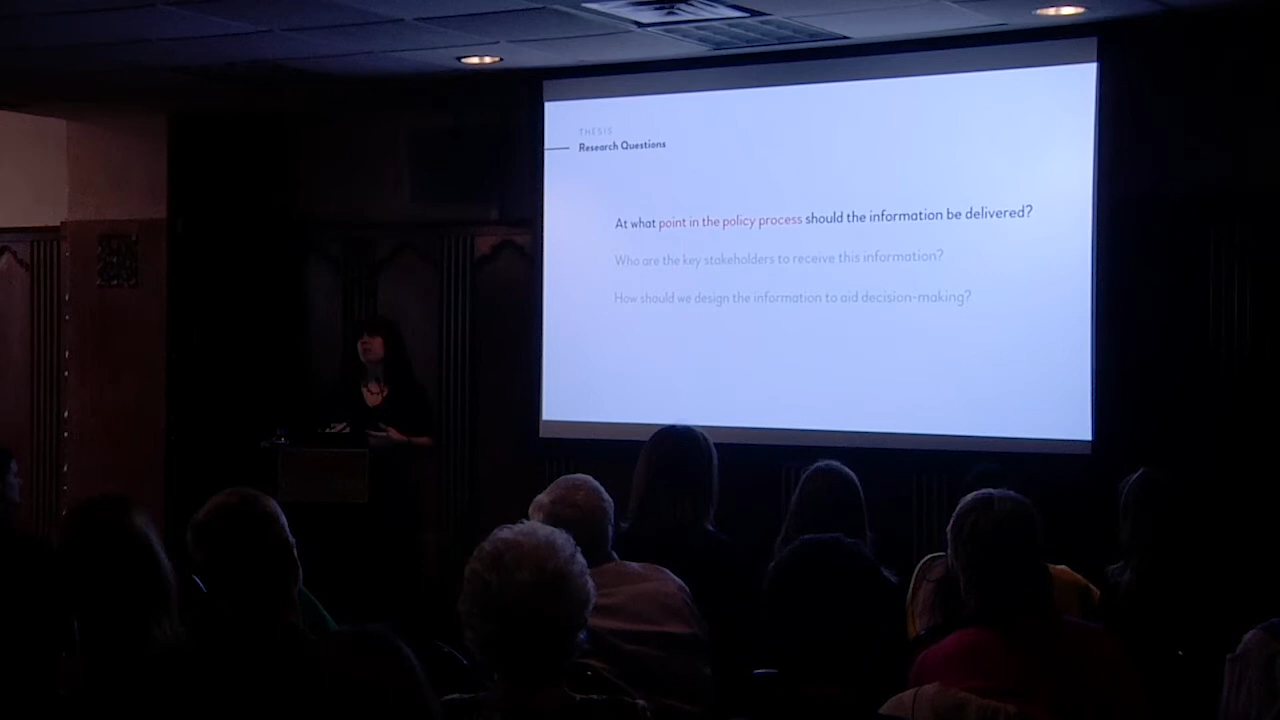 THESIS
Research Questions
At what point in the policy process should the information be delivered?
Who are the key stakeholders to receive this information?
How should we design the information to aid decision-making?